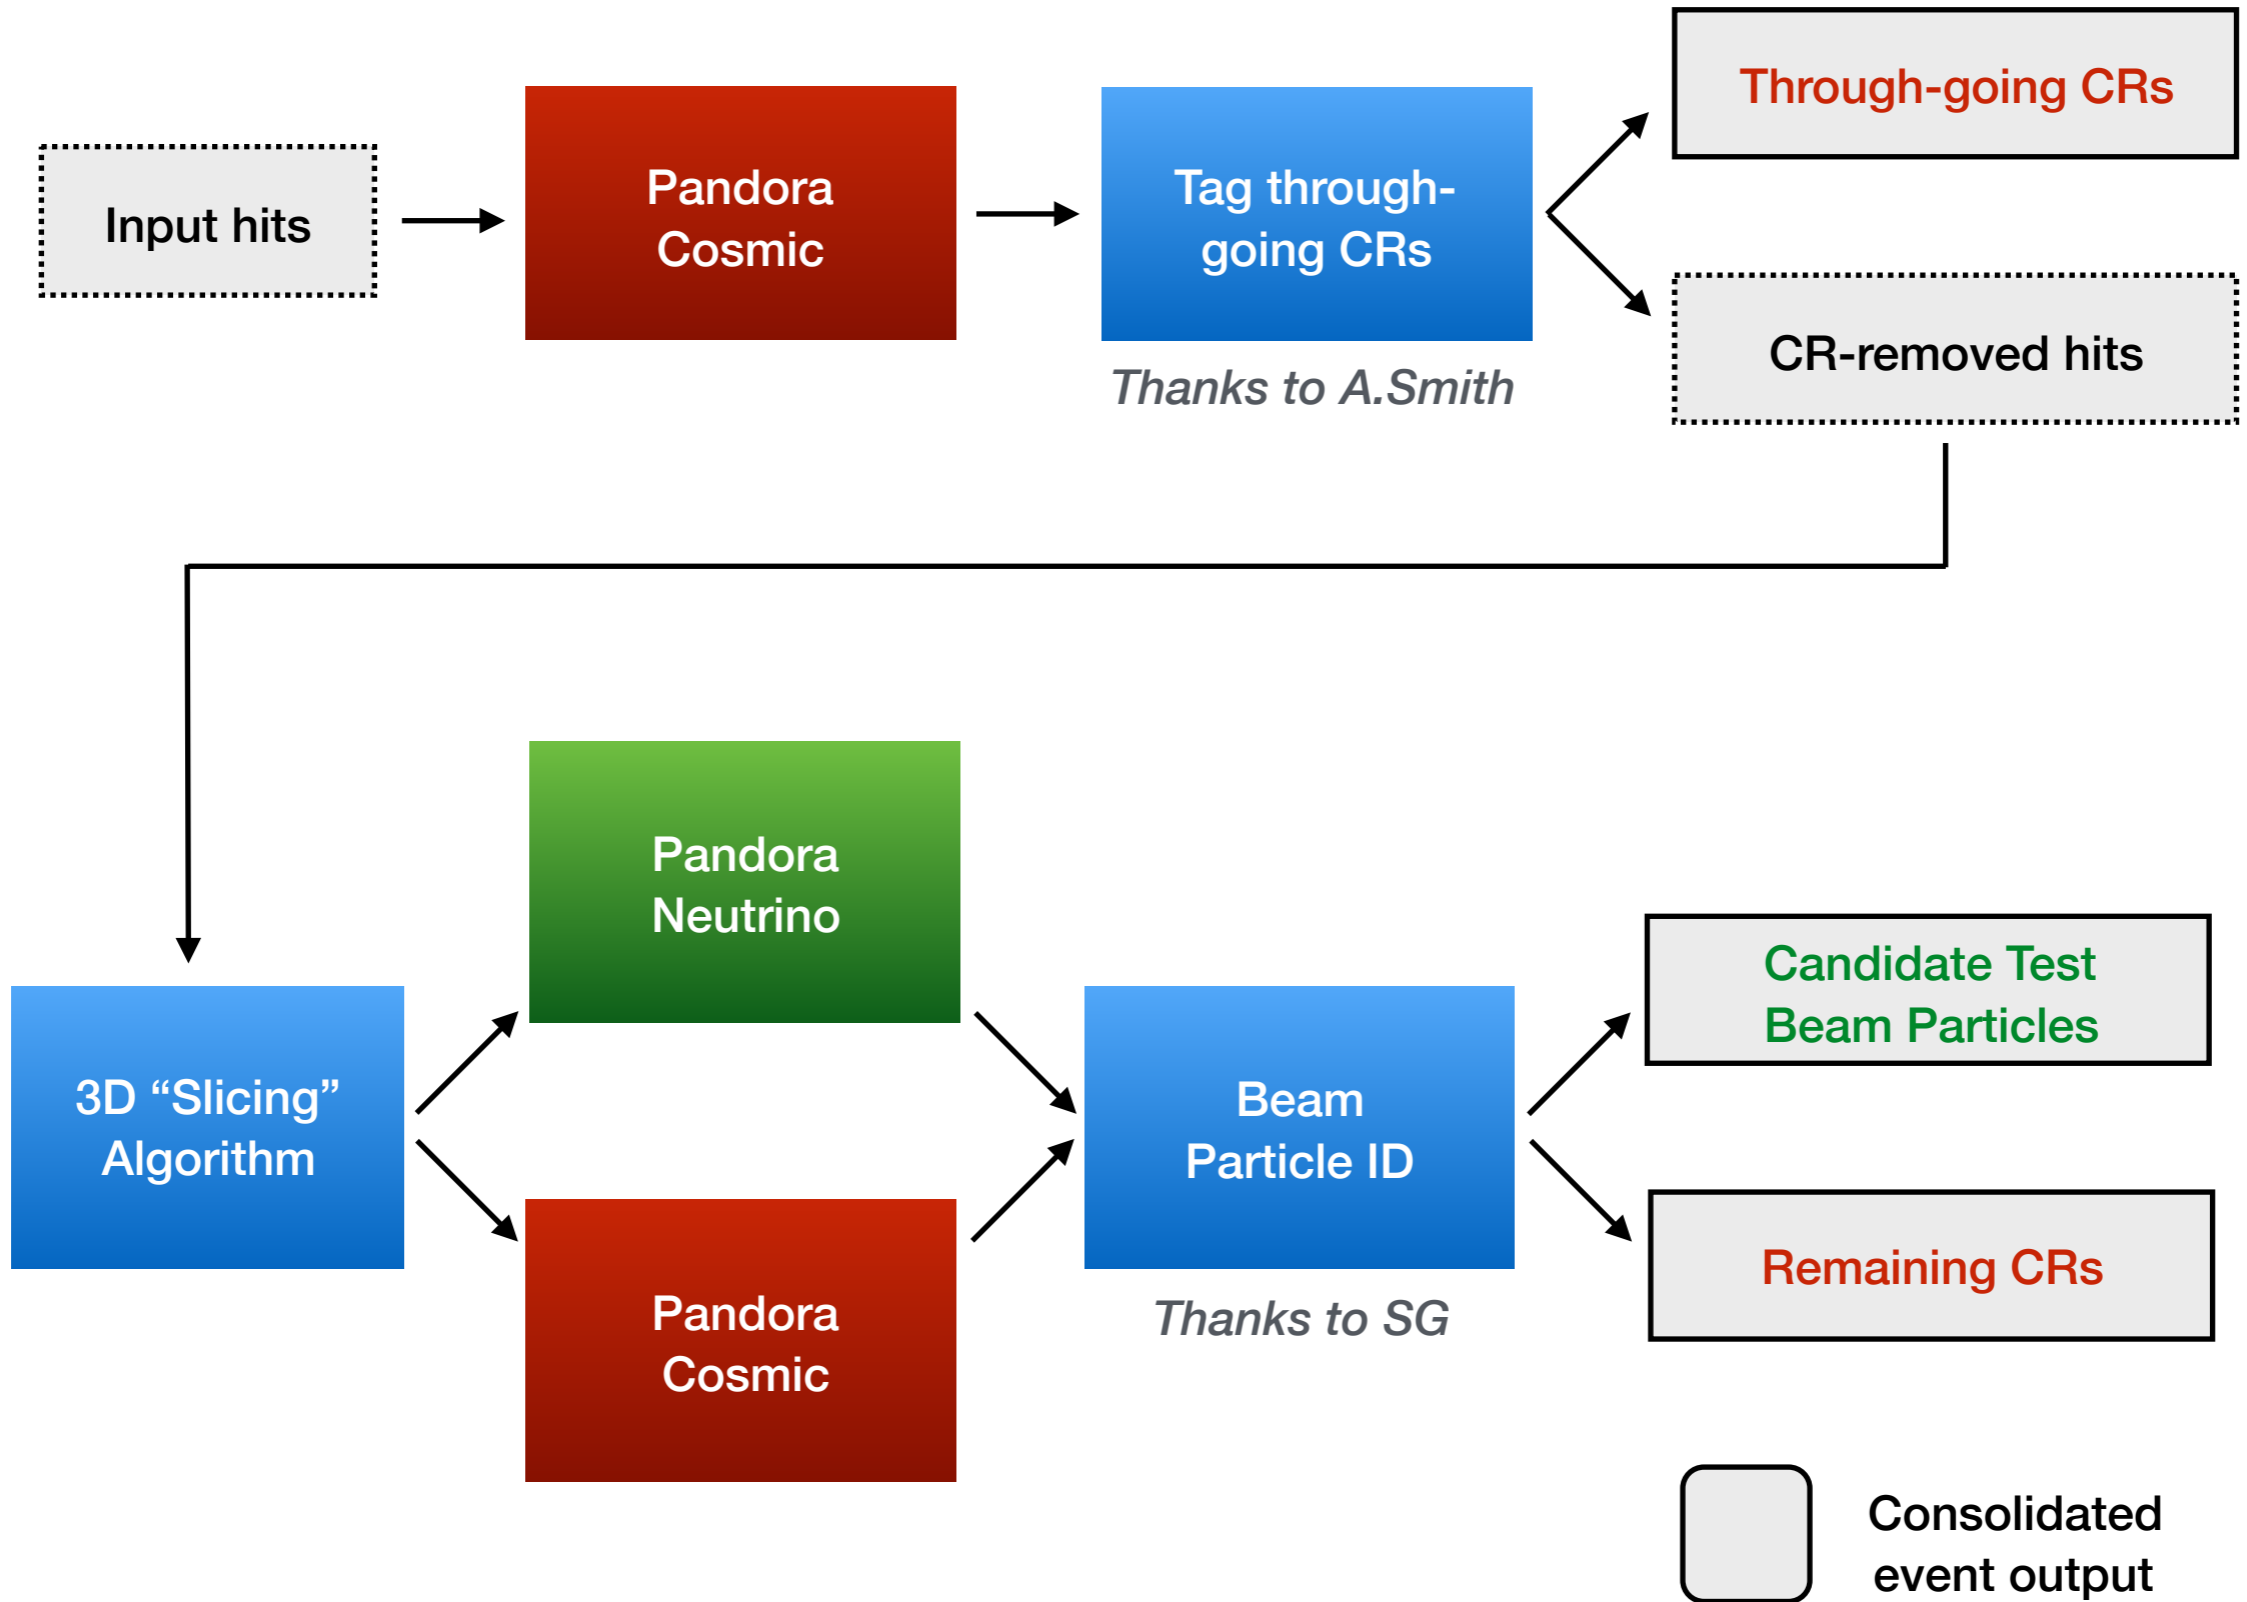 Through-going CRs
Input hits
Pandora
Cosmic
Tag through-
going CRs
Thanks to A.Smith
CR-removed hits
Pandora
Neutrino
3D “Slicing”
Algorithm
Pandora
Cosmic
Beam
Particle ID
Thanks to SG
Candidate Test
Beam Particles
Remaining CRs
Consolidated
event output